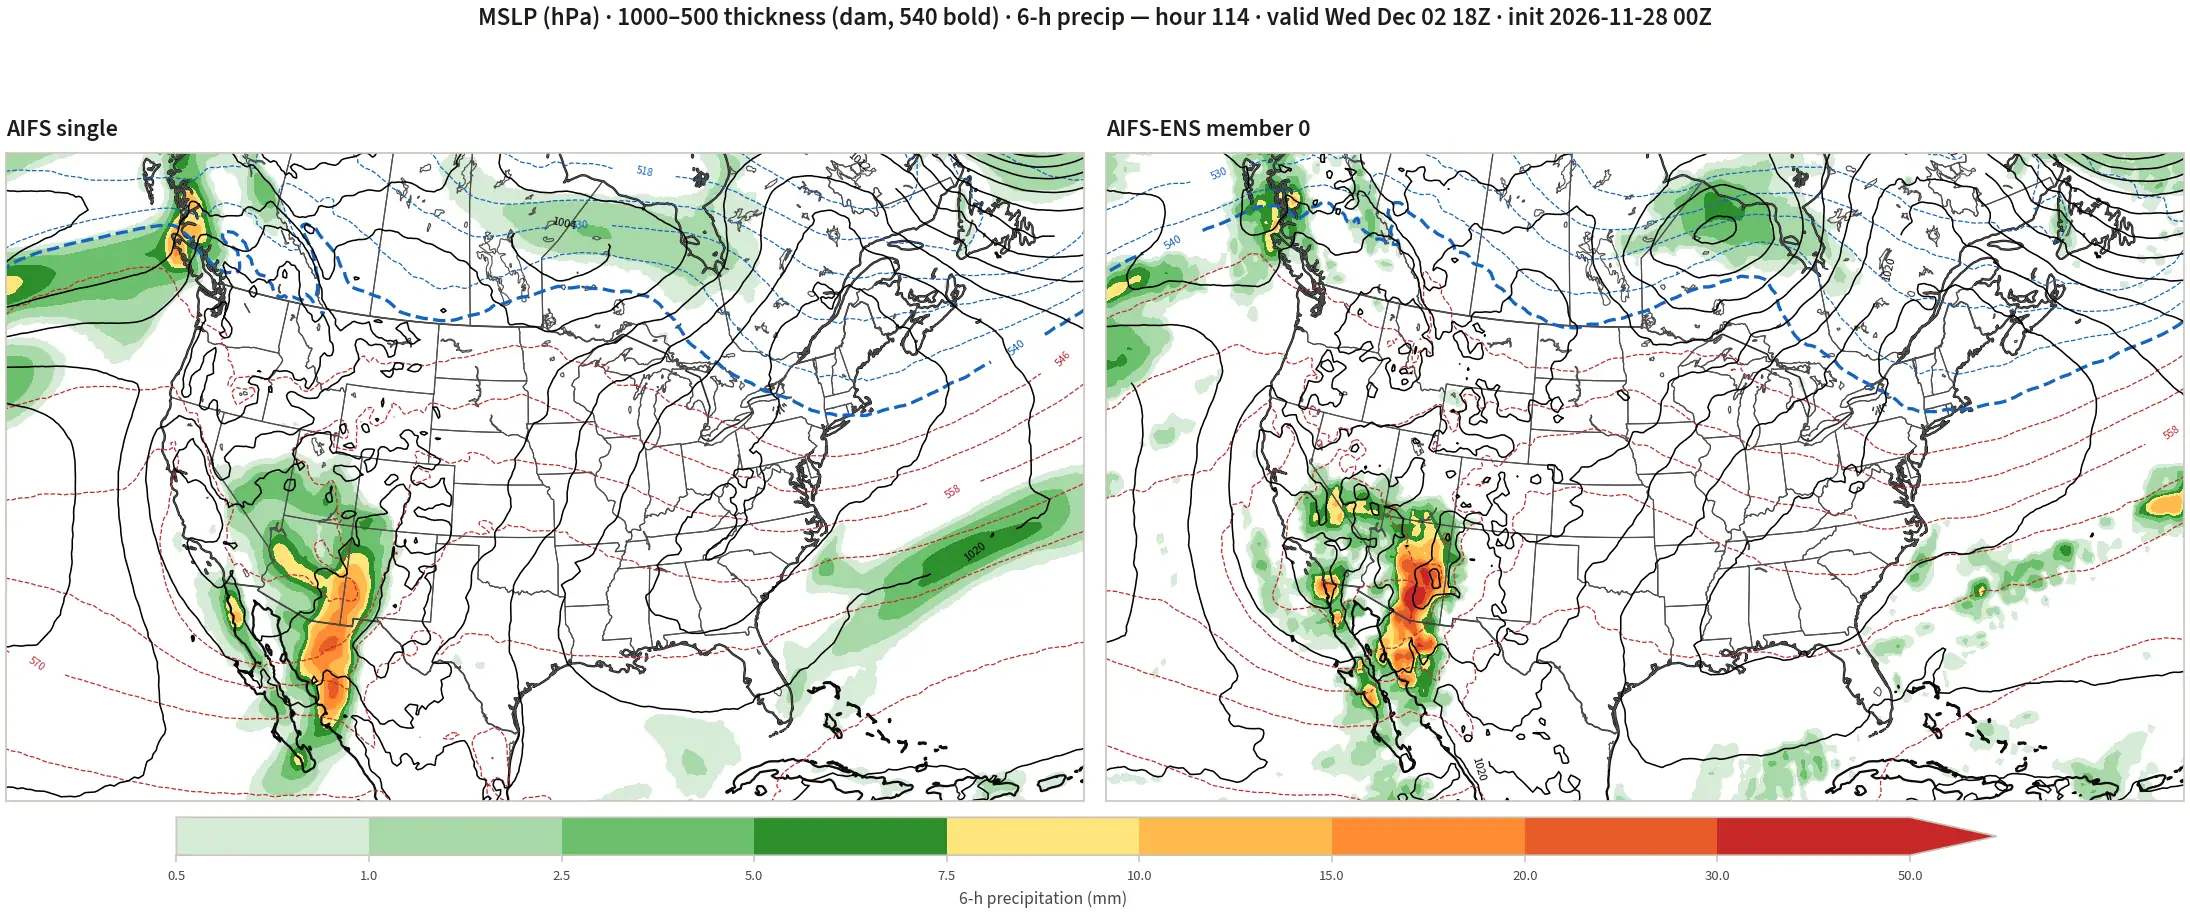 MSLP (hPa) · 1000–500 thickness (dam, 540 bold) · 6-h precip — hour 114 · valid Wed Dec 02 18Z · init 2026-11-28 00Z
AIFS single
AIFS-ENS member 0
518
1004
530
540
546
558
1020
570
530
540
1020
558
1020
0.5 1.0 2.5 5.0 7.5 10.0 15.0 20.0 30.0 50.0
6-h precipitation (mm)